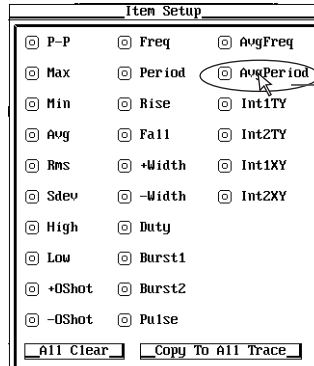 Item Setup
P-P Freq AvgFreq
Max Period AvgPeriod
Min Rise Int1TY
Avg Fall Int2TY
Rms +Width Int1XY
Sdev -Width Int2XY
High Duty
Low Burst1
+OShot Burst2
-OShot Pulse
All Clear Copy To All Trace